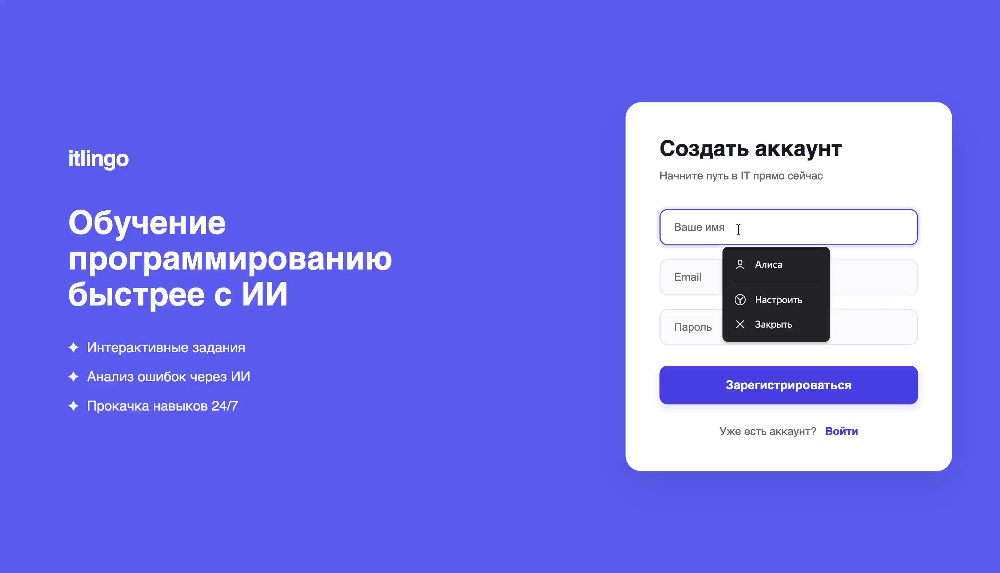 itlingo
Обучение
программированию
быстрее с ИИ
Интерактивные задания
Анализ ошибок через ИИ
Прокачка навыков 24/7
Создать аккаунт
Начните путь в IT прямо сейчас
Ваше имя
Алиса
Email
Настроить
Закрыть
Пароль
Зарегистрироваться
Уже есть аккаунт? Войти